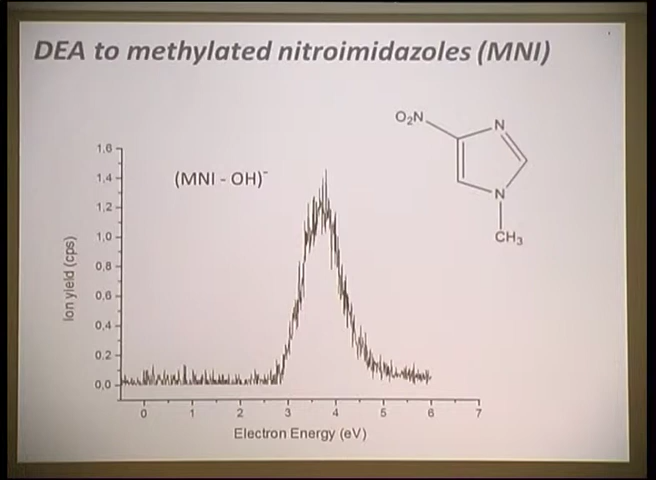 DEA to methylated nitroimidazoles (MNI)
O₂N
N
N
CH₃
(MNI - OH)⁻
Ion yield (cps)
1,6
1,4
1,2
1,0
0,8
0,6
0,4
0,2
0,0
0 1 2 3 4 5 6 7
Electron Energy (eV)